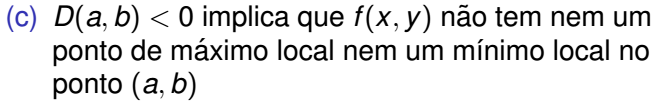 (c) D(a, b) < 0 implica que f(x, y) não tem nem um
ponto de máximo local nem um mínimo local no
ponto (a, b)